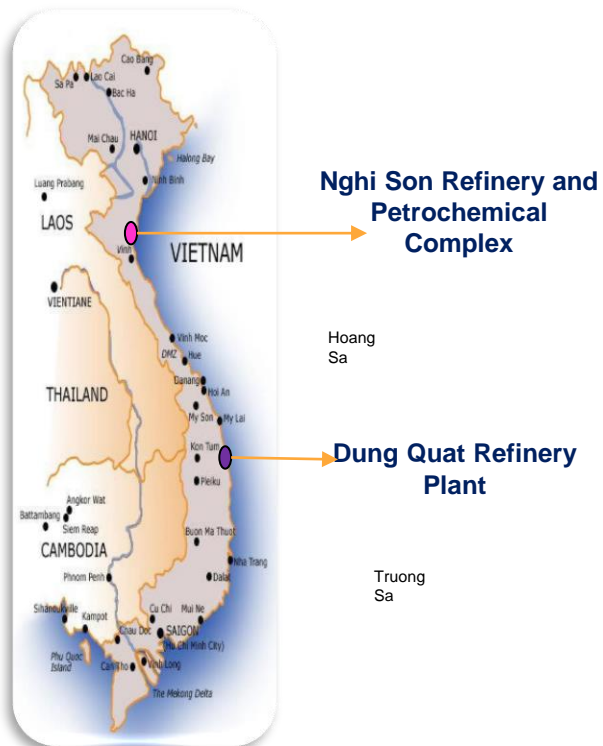 Cao Bang
Sa Pa
Lao Cai
Bac Ha
Mai Chau
HANOI
Halong Bay
Luang Prabang
Ninh Binh
Nghi Son Refinery and
Petrochemical
Complex
LAOS
Vinh
VIETNAM
VIENTIANE
Hoang
Sa
Vinh Moc
DMZ
Hue
Danang
Hoi An
THAILAND
My Son
My Lai
Kon Tum
Dung Quat Refinery
Plant
Pleiku
Angkor Wat
Battambang
Siem Reap
Buon Ma Thuot
CAMBODIA
Nha Trang
Phnom Penh
Dalat
Truong
Sa
Sihanoukville
Kampot
Cu Chi
Mui Ne
Chau Doc
SAIGON
(Ho Chi Minh City)
Phu Quoc
Island
Can Tho
Vinh Long
The Mekong Delta